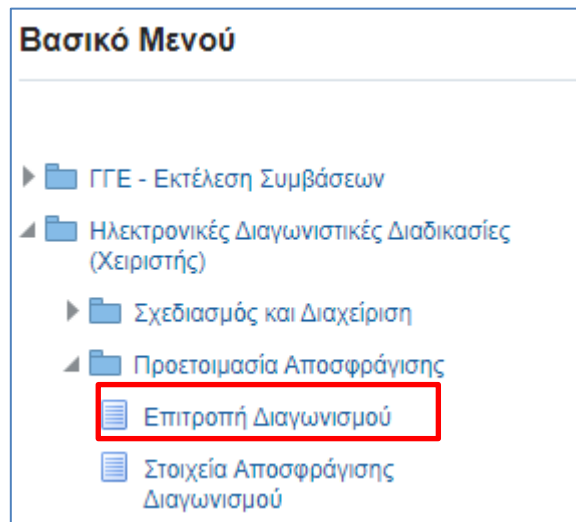 Βασικό Μενού
ΓΓΕ - Εκτέλεση Συμβάσεων
Ηλεκτρονικές Διαγωνιστικές Διαδικασίες
(Χειριστής)
Σχεδιασμός και Διαχείριση
Προετοιμασία Αποσφράγισης
Επιτροπή Διαγωνισμού
Στοιχεία Αποσφράγισης
Διαγωνισμού